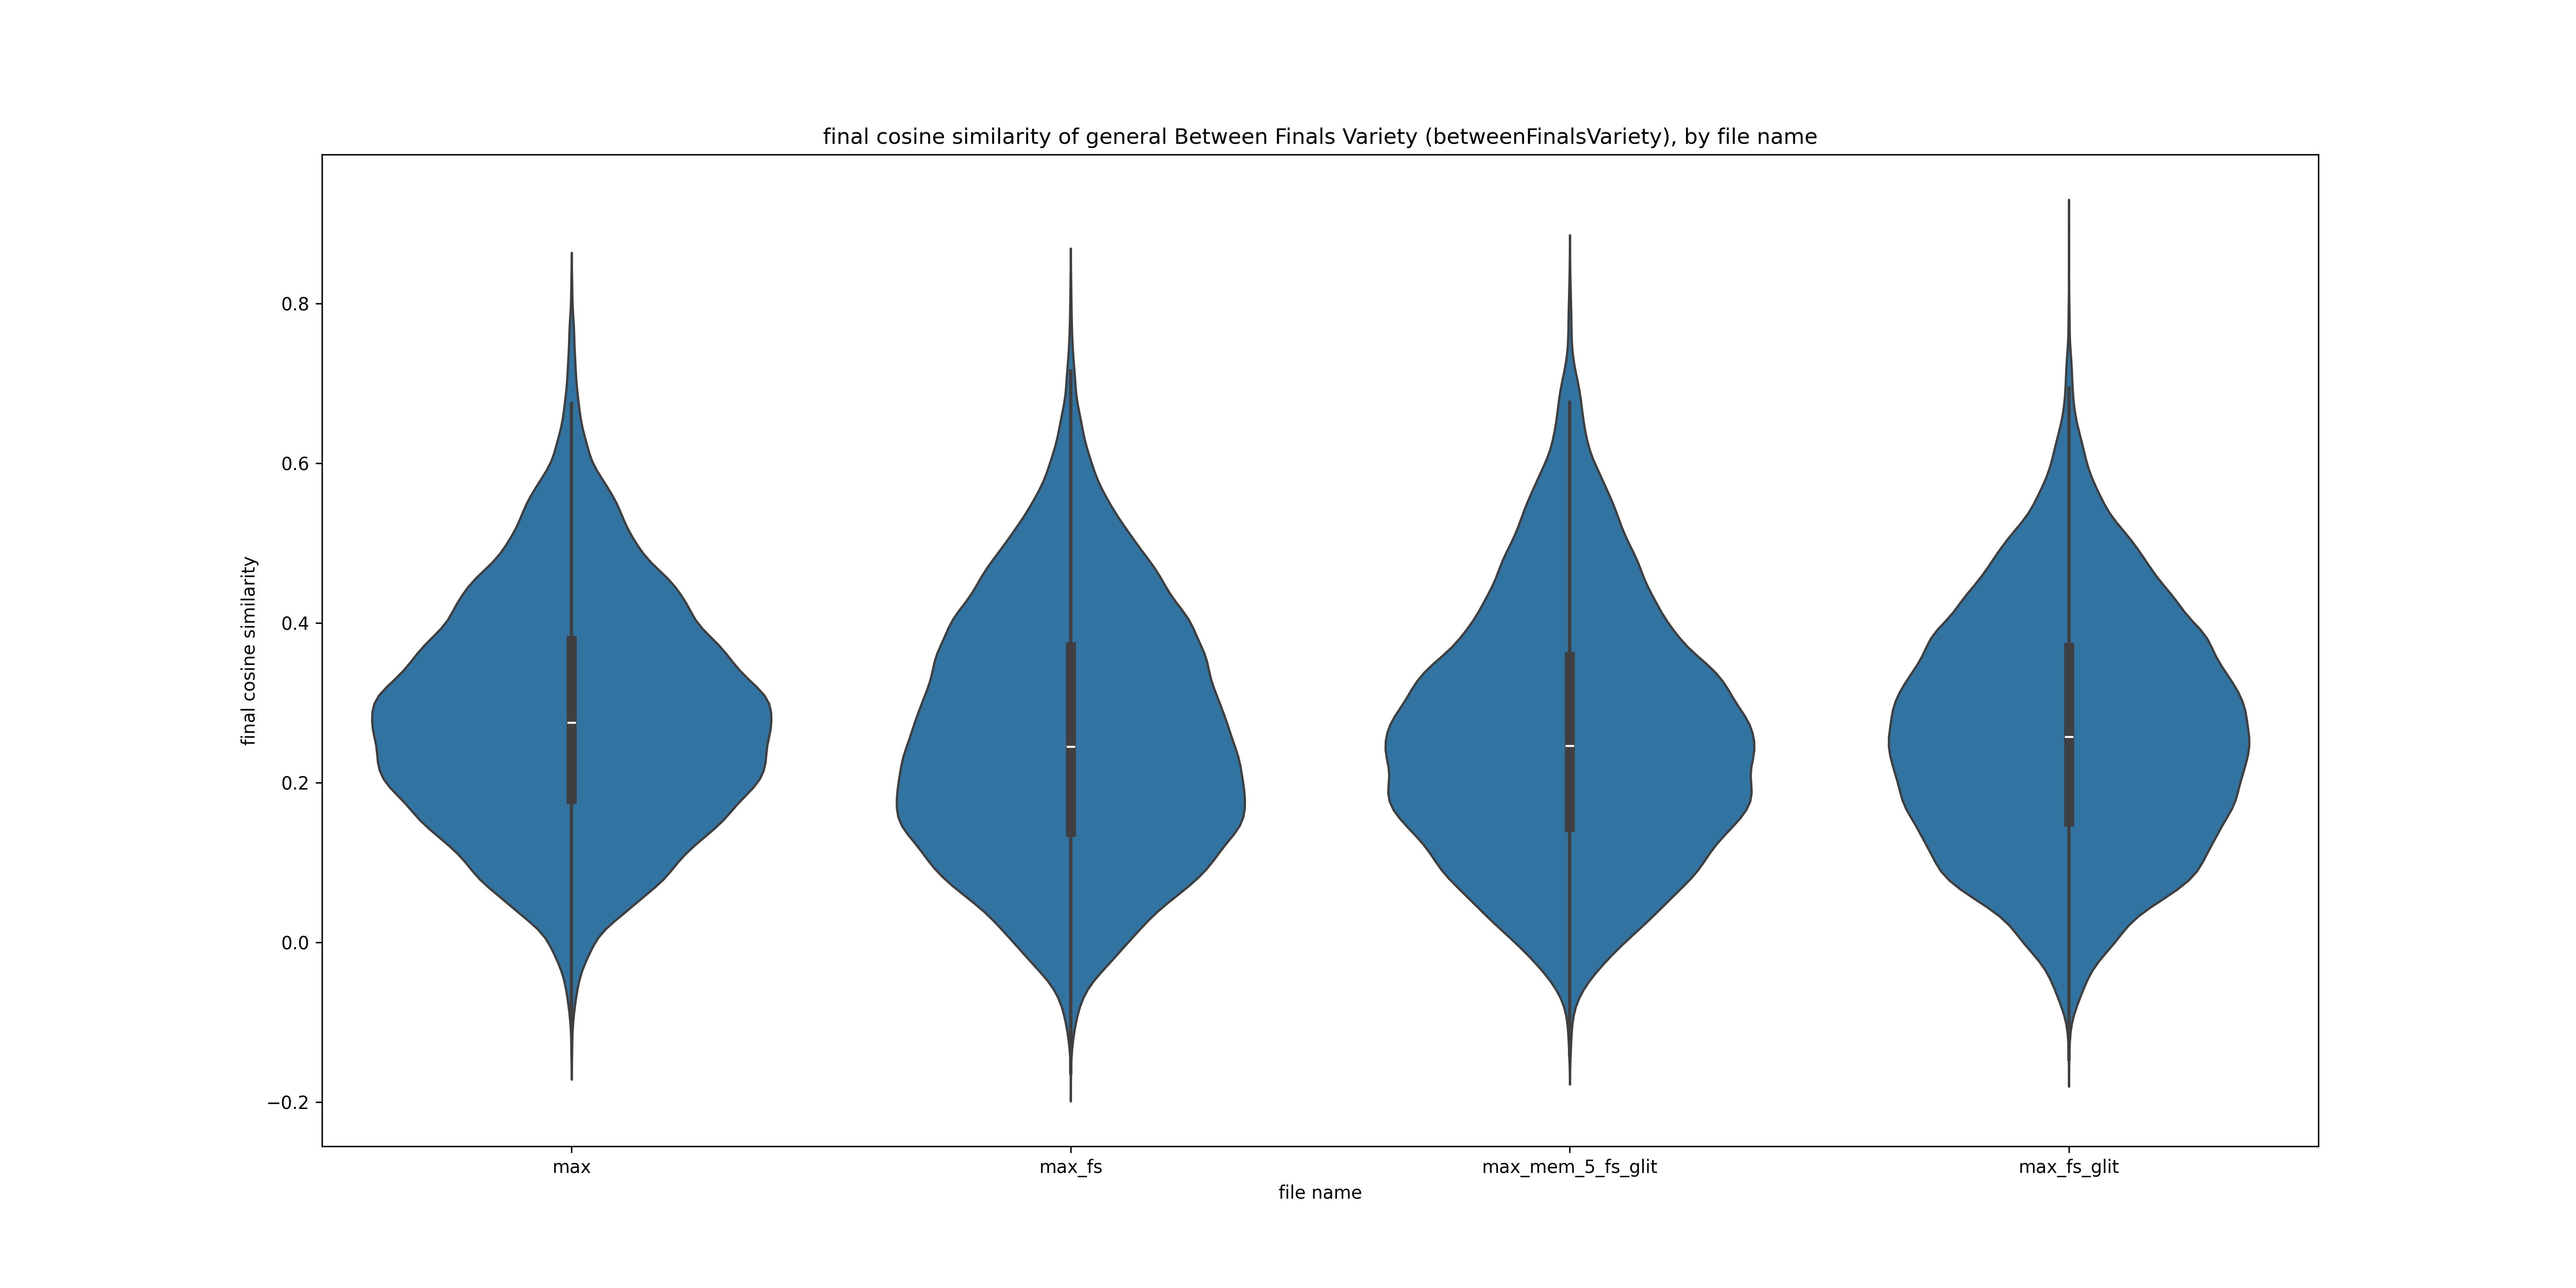 final cosine similarity of general Between Finals Variety (betweenFinalsVariety), by file name
final cosine similarity
0.8
0.6
0.4
0.2
0.0
−0.2
max
max_fs
max_mem_5_fs_glit
max_fs_glit
file name